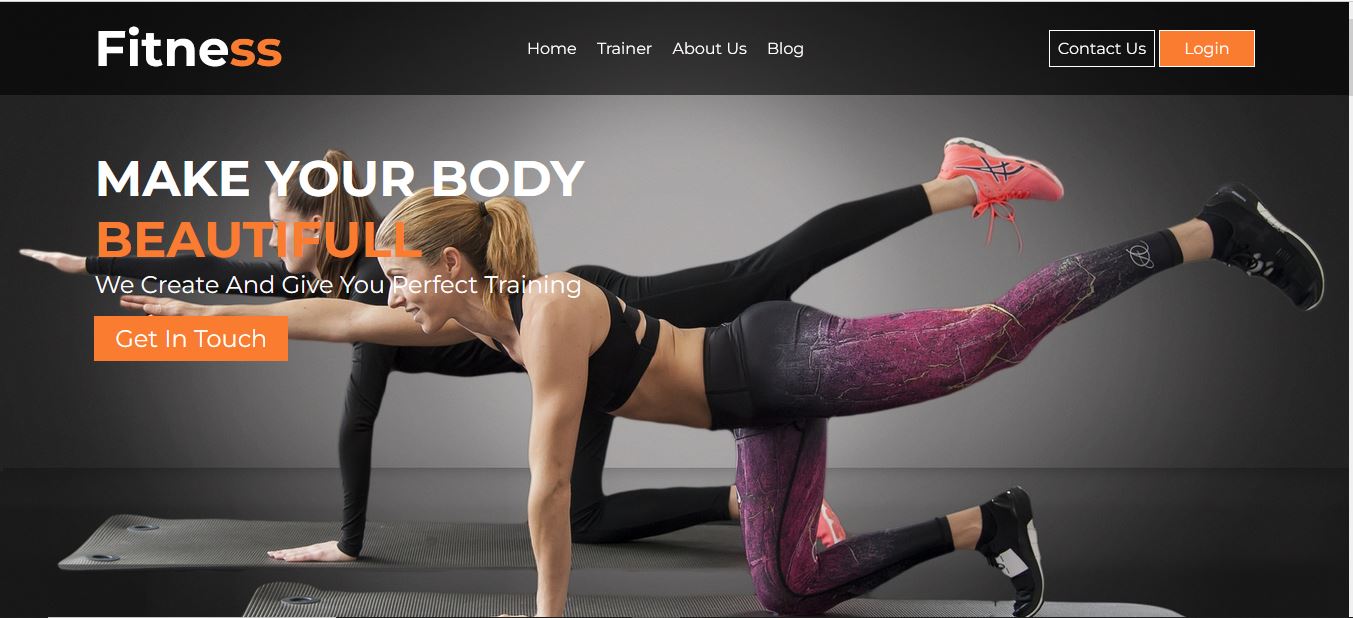 Fitness
Home Trainer About Us Blog
Contact Us Login
MAKE YOUR BODY
BEAUTIFULL
We Create And Give You Perfect Training
Get In Touch